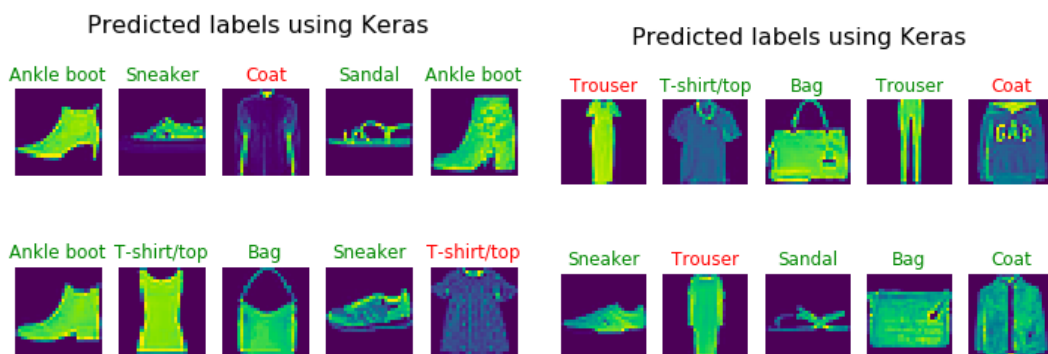 Predicted labels using Keras
Ankle boot Sneaker Coat Sandal Ankle boot
Ankle boot T-shirt/top Bag Sneaker T-shirt/top
Predicted labels using Keras
Trouser T-shirt/top Bag Trouser Coat
GAP
Sneaker Trouser Sandal Bag Coat